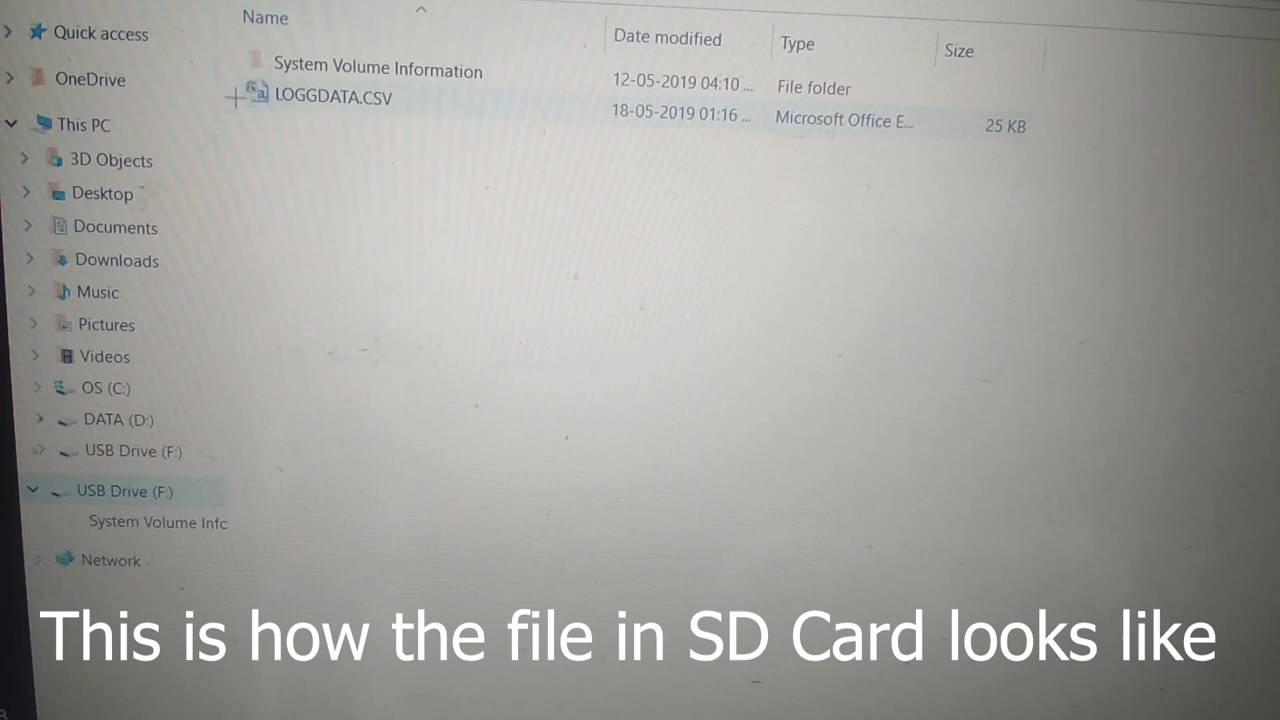 Name
Date modified
Type
Size
System Volume Information
12-05-2019 04:10 ...
File folder
LOGGDATA.CSV
18-05-2019 01:16 ...
Microsoft Office E...
25 KB
Quick access
OneDrive
This PC
3D Objects
Desktop
Documents
Downloads
Music
Pictures
Videos
OS (C:)
DATA (D:)
USB Drive (F:)
USB Drive (F:)
System Volume Infc
Network
This is how the file in SD Card looks like